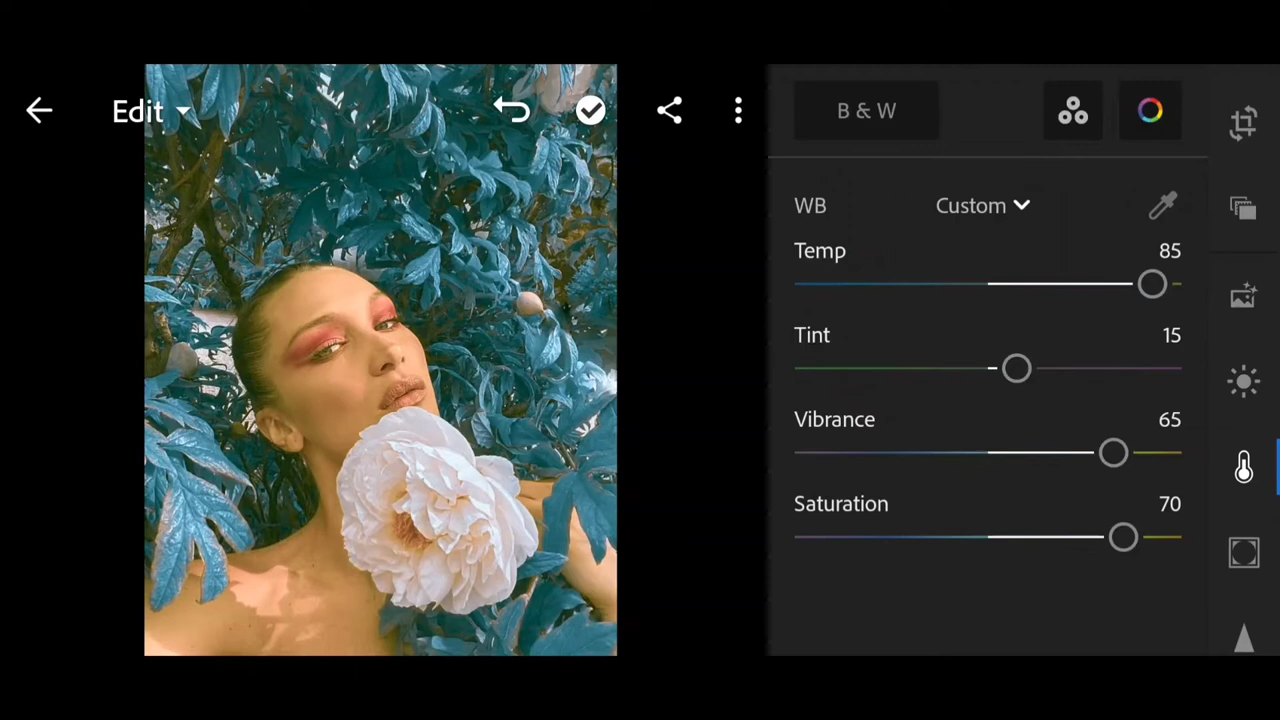 Edit
B & W
WB Custom
Temp 85
Tint 15
Vibrance 65
Saturation 70